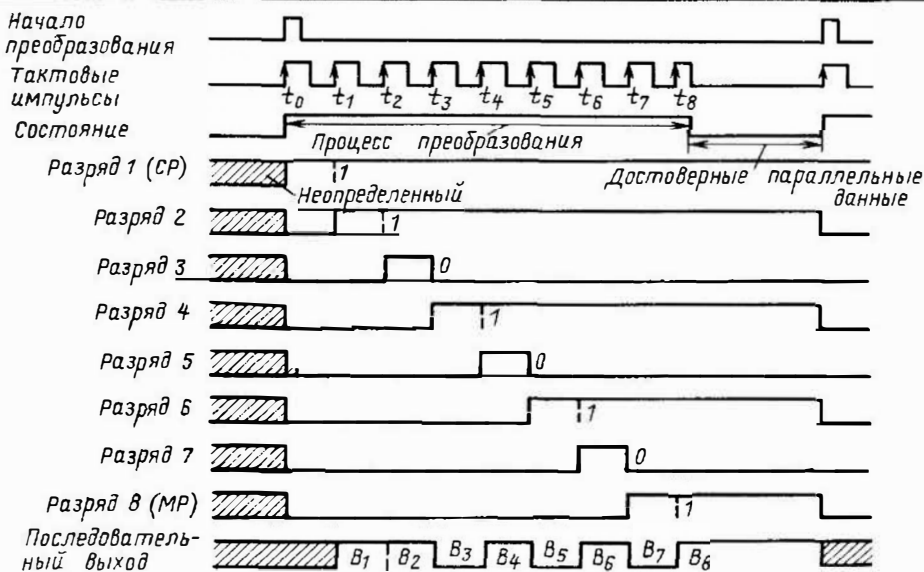 Начало
преобразования
Тактовые
импульсы
t0 t1 t2 t3 t4 t5 t6 t7 t8
Состояние
Процесс преобразования
Разряд 1 (СР)
1
Достоверные параллельные
данные
Неопределенный
Разряд 2
1
Разряд 3
0
Разряд 4
1
Разряд 5
0
Разряд 6
1
Разряд 7
0
Разряд 8 (МР)
1
Последователь-
ный выход
B1 B2 B3 B4 B5 B6 B7 B8